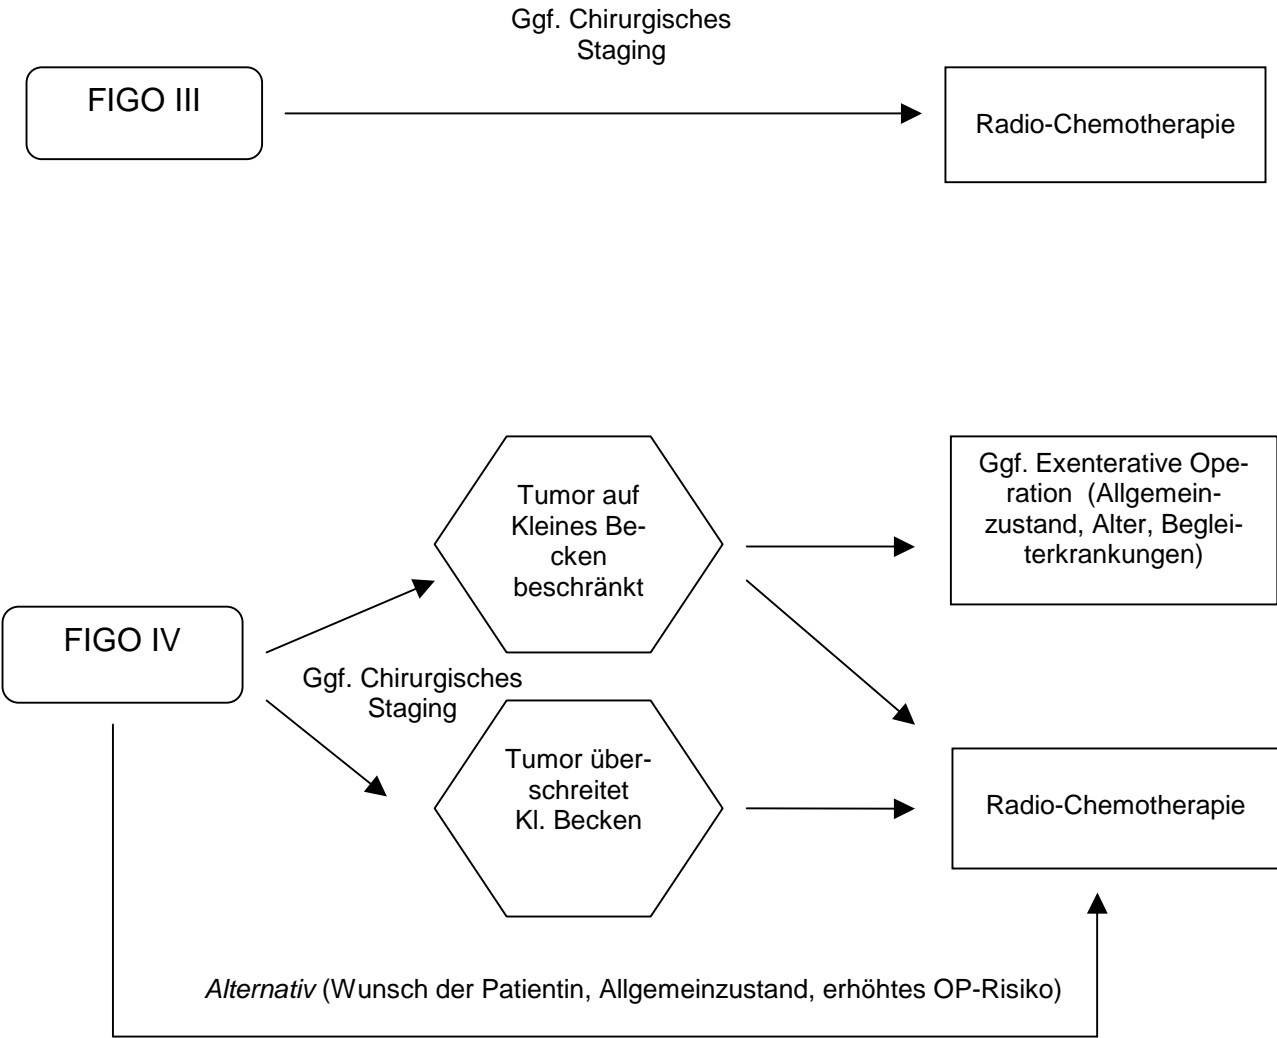 Ggf. Chirurgisches
Staging
FIGO III
Radio-Chemotherapie
Tumor auf
Kleines Be-
cken
beschränkt
Ggf. Exenterative Ope-
ration (Allgemein-
zustand, Alter, Beglei-
terkrankungen)
FIGO IV
Ggf. Chirurgisches
Staging
Tumor über-
schreitet
Kl. Becken
Radio-Chemotherapie
Alternativ (Wunsch der Patientin, Allgemeinzustand, erhöhtes OP-Risiko)